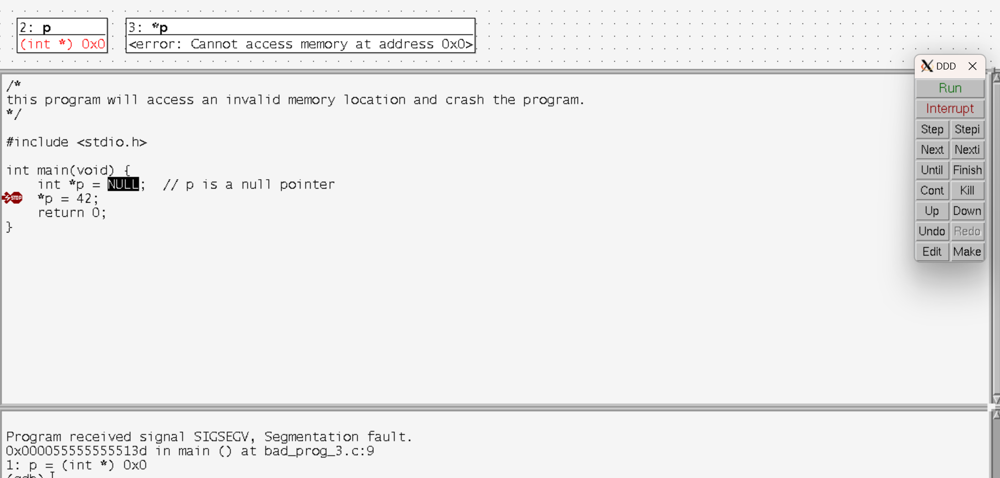 2: p
(int *) 0x0
3: *p
<error: Cannot access memory at address 0x0>
/*
this program will access an invalid memory location and crash the program.
*/
#include <stdio.h>
int main(void) {
    int *p = NULL;  // p is a null pointer
STOP
    *p = 42;
    return 0;
}
DDD
Run
Interrupt
Step Stepi
Next Nexti
Until Finish
Cont Kill
Up Down
Undo Redo
Edit Make
Program received signal SIGSEGV, Segmentation fault.
0x000055555555513d in main () at bad_prog_3.c:9
1: p = (int *) 0x0
(gdb)